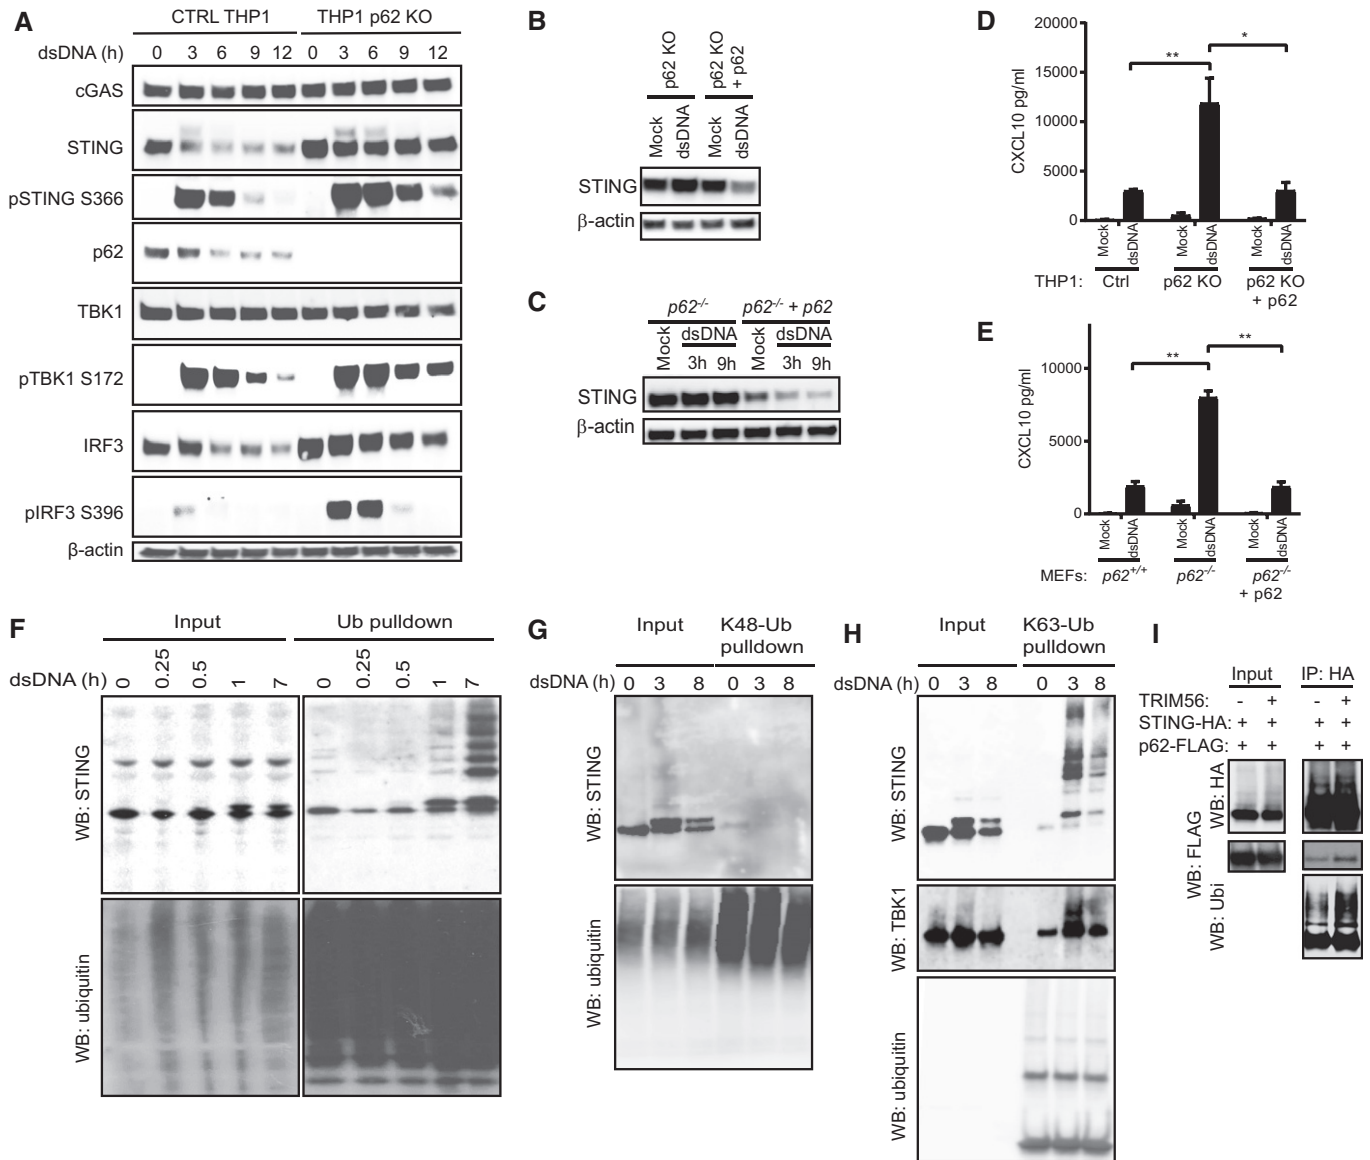 A
CTRL THP1 THP1 p62 KO
dsDNA (h) 0 3 6 9 12 0 3 6 9 12
cGAS
STING
pSTING S366
p62
TBK1
pTBK1 S172
IRF3
pIRF3 S396
β-actin
B
p62 KO
p62 KO + p62
Mock
dsDNA
Mock
dsDNA
STING
β-actin
C
p62-/- p62-/- + p62
Mock dsDNA Mock dsDNA
3h 9h 3h 9h
STING
β-actin
D
CXCL10 pg/ml
20000
15000
10000
5000
0
** *
Mock dsDNA Mock dsDNA Mock dsDNA
THP1: Ctrl p62 KO p62 KO
+ p62
E
CXCL10 pg/ml
10000
5000
0
** **
Mock dsDNA Mock dsDNA Mock dsDNA
MEFs: p62+/+ p62-/- p62-/-
+ p62
F
Input Ub pulldown
dsDNA (h) 0 0.25 0.5 1 7 0 0.25 0.5 1 7
WB: STING
WB: ubiquitin
G
Input K48-Ub
pulldown
dsDNA (h) 0 3 8 0 3 8
WB: STING
WB: ubiquitin
H
Input K63-Ub
pulldown
dsDNA (h) 0 3 8 0 3 8
WB: STING
WB: TBK1
WB: ubiquitin
I
Input IP: HA
TRIM56: - + - +
STING-HA: + + + +
p62-FLAG: + + + +
WB: HA
WB: FLAG
WB: Ubi